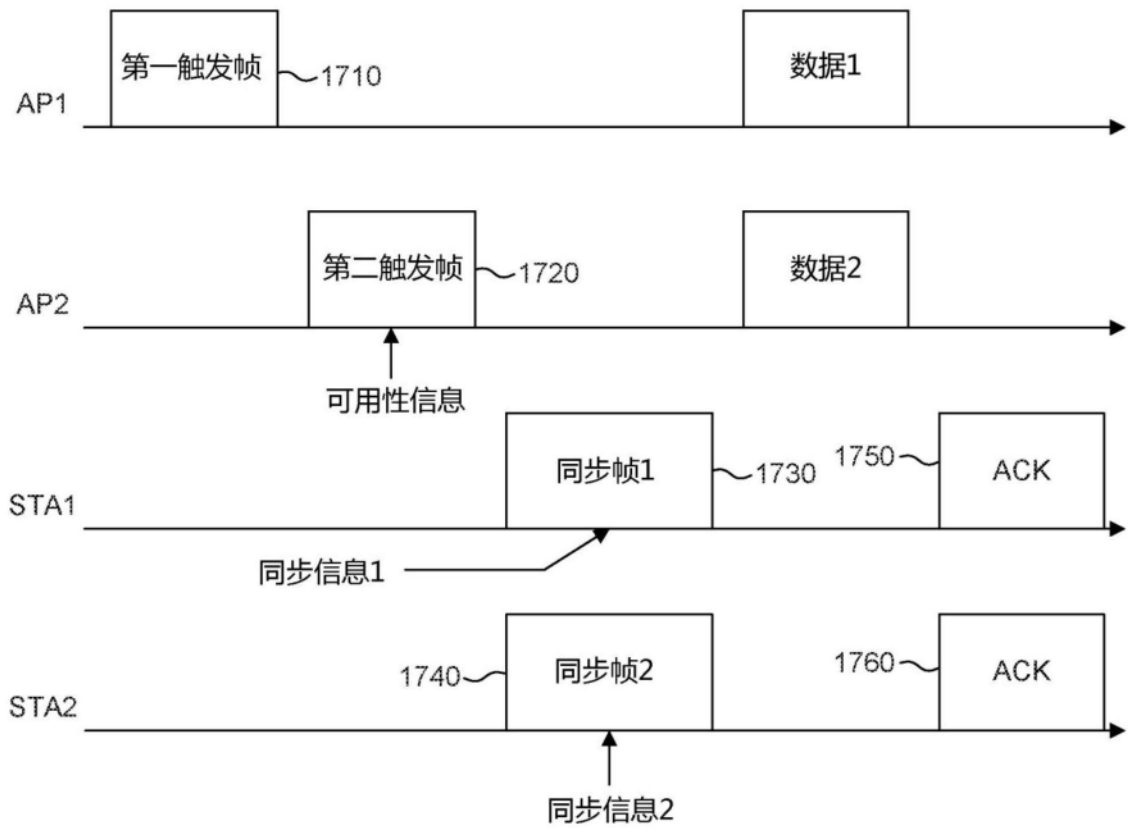 第一触发帧
1710
数据1
AP1
第二触发帧
1720
数据2
AP2
可用性信息
同步帧1
1730
1750
ACK
STA1
同步信息1
1740
同步帧2
1760
ACK
STA2
同步信息2